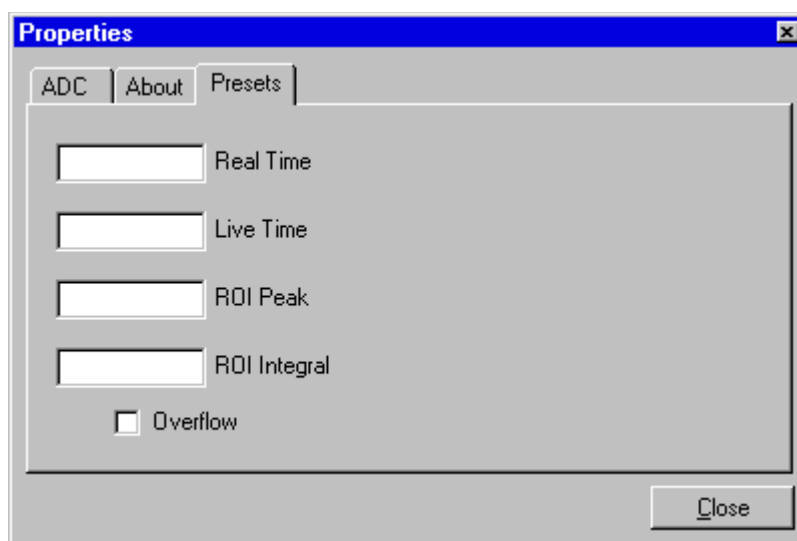 Properties
ADC About Presets
Real Time
Live Time
ROI Peak
ROI Integral
Overflow
Close